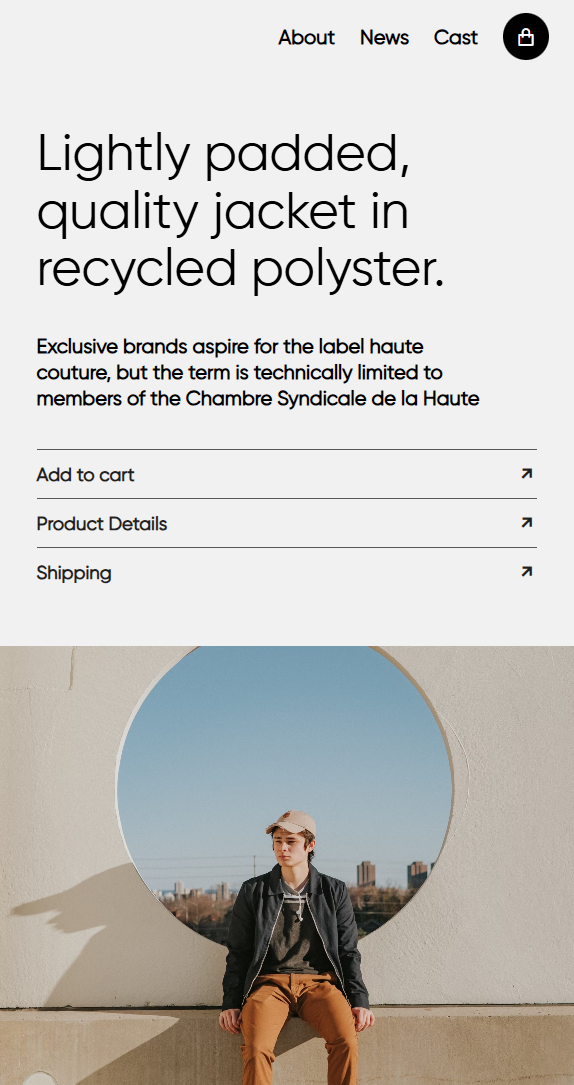 About News Cast
Lightly padded,
quality jacket in
recycled polyster.
Exclusive brands aspire for the label haute
couture, but the term is technically limited to
members of the Chambre Syndicale de la Haute
Add to cart
Product Details
Shipping